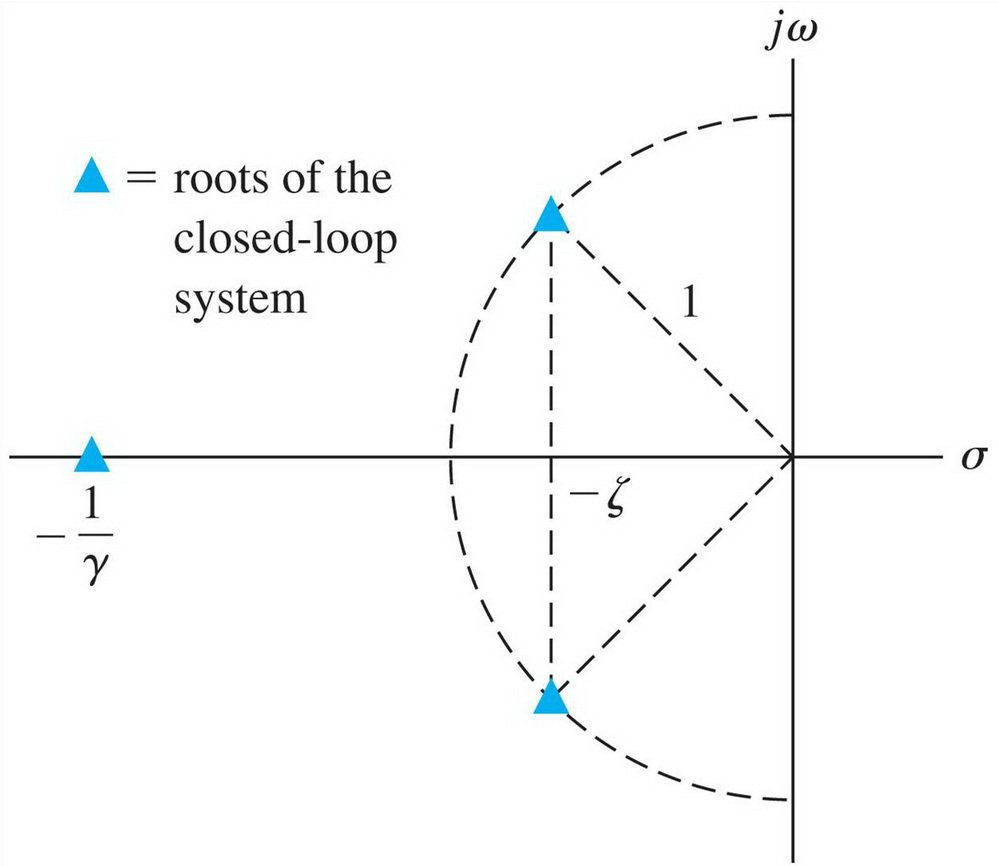 jω
▲ = roots of the
closed-loop
system
1
σ
−ζ
− 1/γ